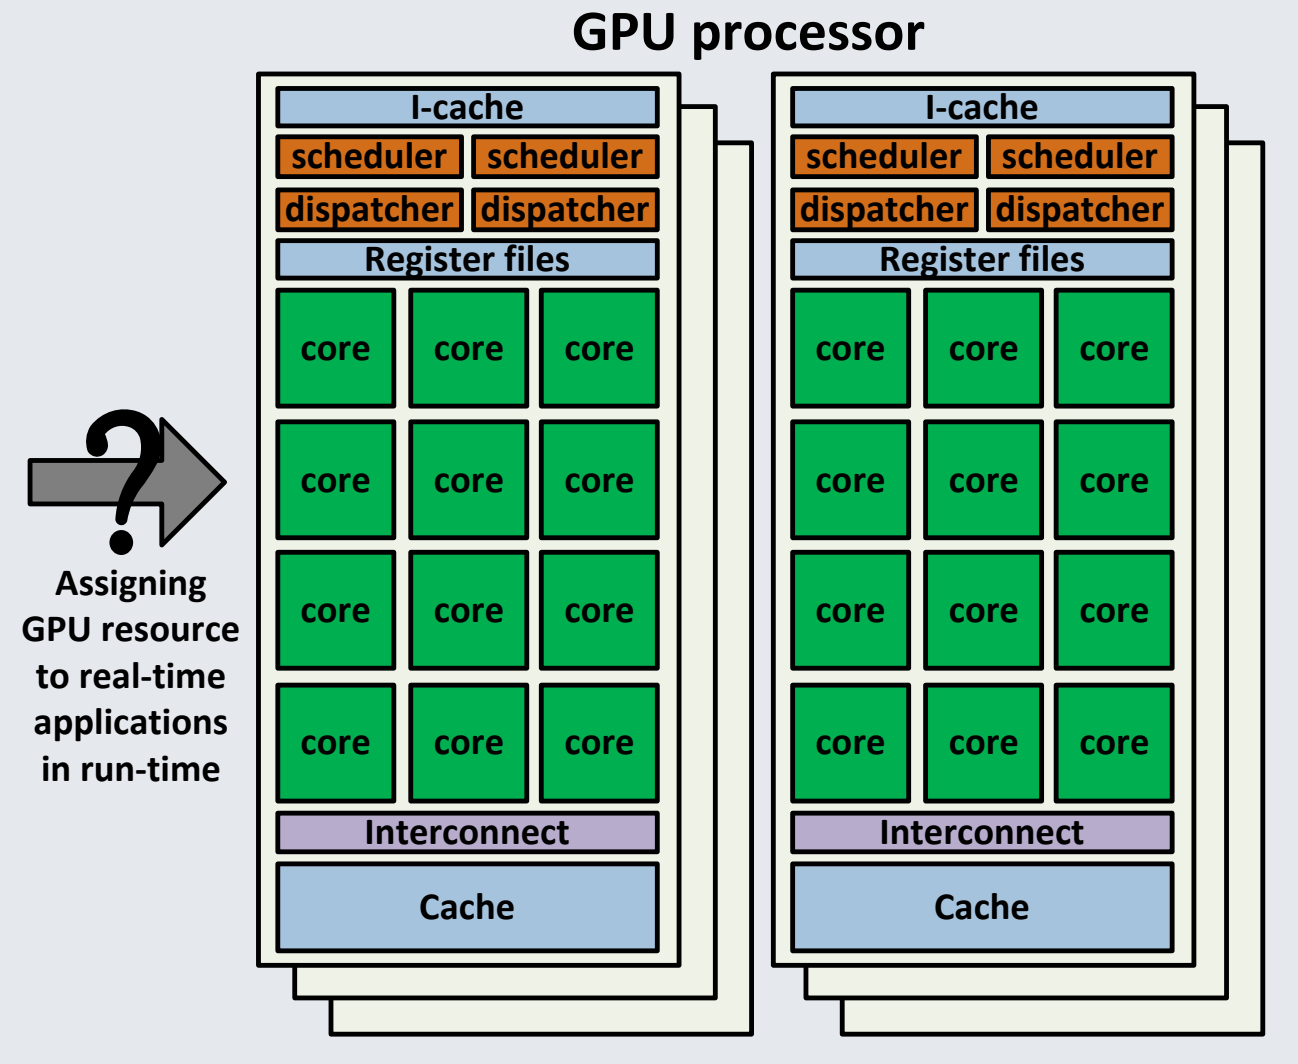 GPU processor
I-cache
scheduler scheduler
dispatcher dispatcher
Register files
core core core
core core core
core core core
core core core
Interconnect
Cache
I-cache
scheduler scheduler
dispatcher dispatcher
Register files
core core core
core core core
core core core
core core core
Interconnect
Cache
?
Assigning
GPU resource
to real-time
applications
in run-time